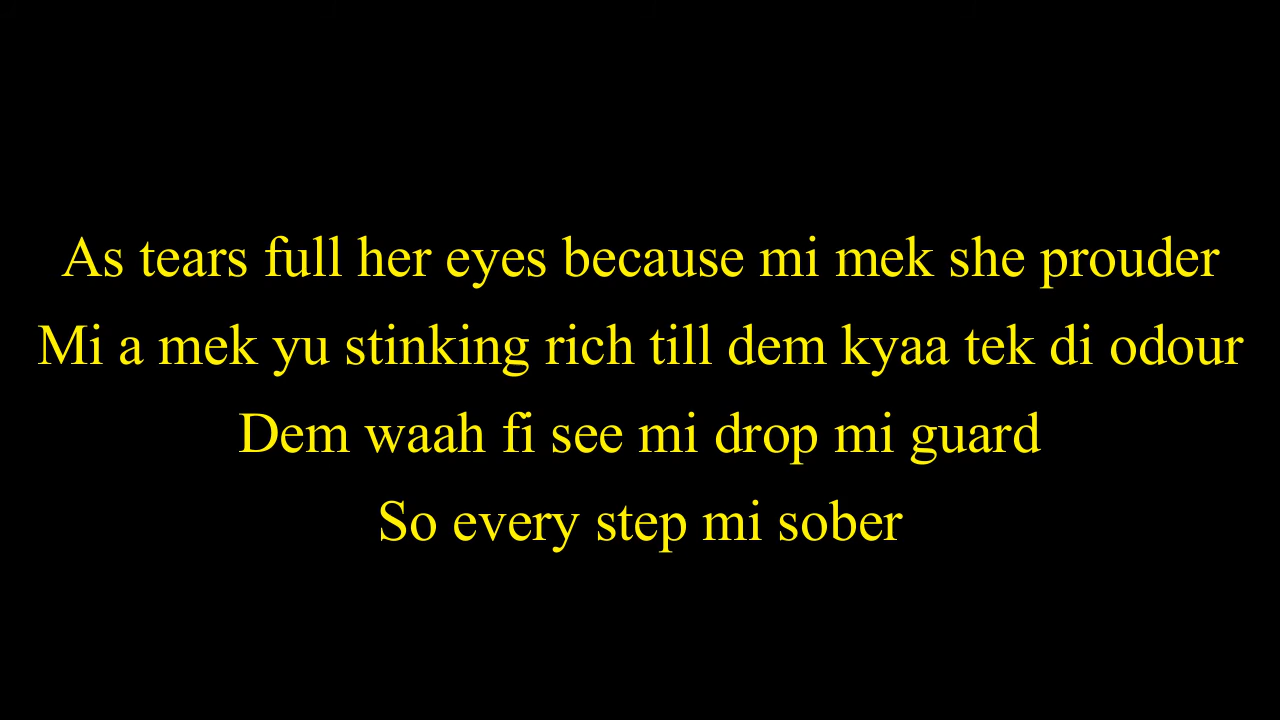 As tears full her eyes because mi mek she prouder
Mi a mek yu stinking rich till dem kyaa tek di odour
Dem waah fi see mi drop mi guard
So every step mi sober